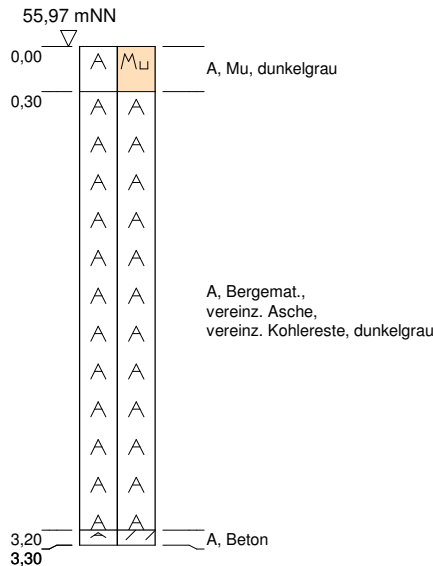 55,97 mNN
0,00
A Mu
A, Mu, dunkelgrau
0,30
A A
A A
A A
A A
A A
A A
A, Bergemat.,
vereinz. Asche,
vereinz. Kohlereste, dunkelgrau
A A
A A
A A
A A
A A
A A
3,20
A, Beton
3,30